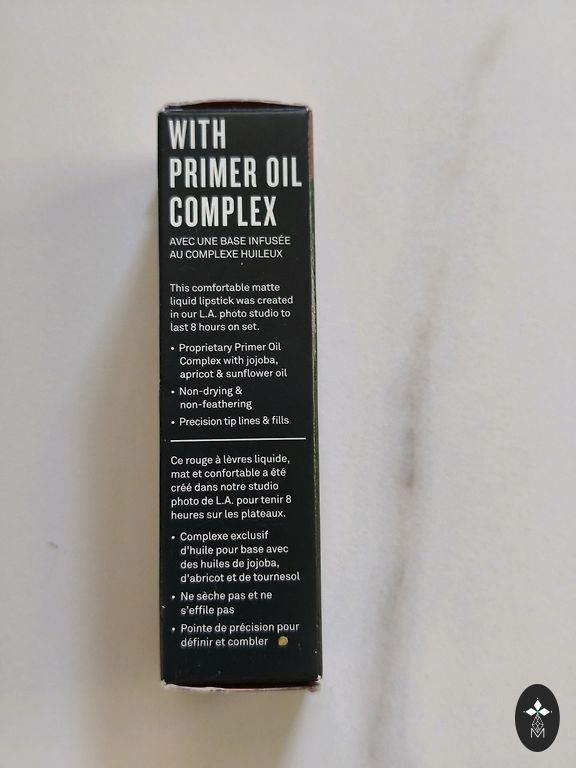 WITH
PRIMER OIL
COMPLEX
AVEC UNE BASE INFUSÉE
AU COMPLEXE HUILEUX
This comfortable matte
liquid lipstick was created
in our L.A. photo studio to
last 8 hours on set.
• Proprietary Primer Oil
Complex with jojoba,
apricot & sunflower oil
• Non-drying &
non-feathering
• Precision tip lines & fills
Ce rouge à lèvres liquide,
mat et confortable a été
créé dans notre studio
photo de L.A. pour tenir 8
heures sur les plateaux.
• Complexe exclusif
d'huile pour base avec
des huiles de jojoba,
d'abricot et de tournesol
• Ne sèche pas et ne
s'effile pas
• Pointe de précision pour
définir et combler
M